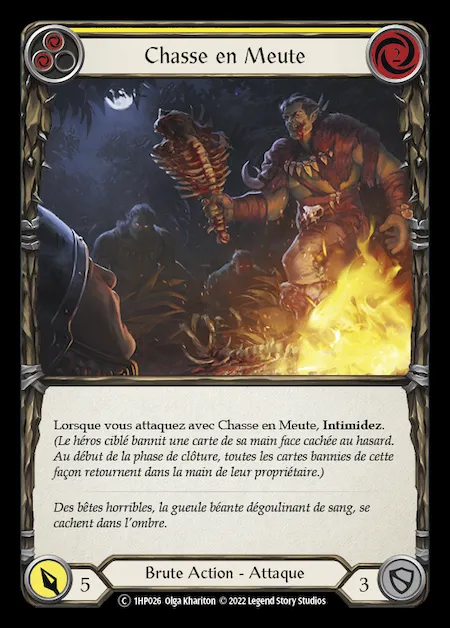 Chasse en Meute
Lorsque vous attaquez avec Chasse en Meute, Intimidez.
(Le héros ciblé bannit une carte de sa main face cachée au hasard.
Au début de la phase de clôture, toutes les cartes bannies de cette
façon retournent dans la main de leur propriétaire.)
Des bêtes horribles, la gueule béante dégoulinant de sang, se
cachent dans l'ombre.
5
Brute Action - Attaque
3
C 1HP026 Olga Khariton © 2022 Legend Story Studios